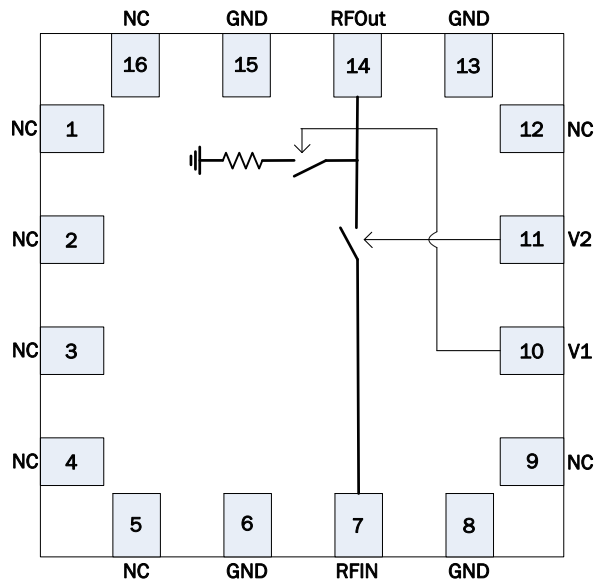 NC GND RFOut GND
16 15 14 13
NC 1 12 NC
NC 2 11 V2
NC 3 10 V1
NC 4 9 NC
5 6 7 8
NC GND RFIN GND